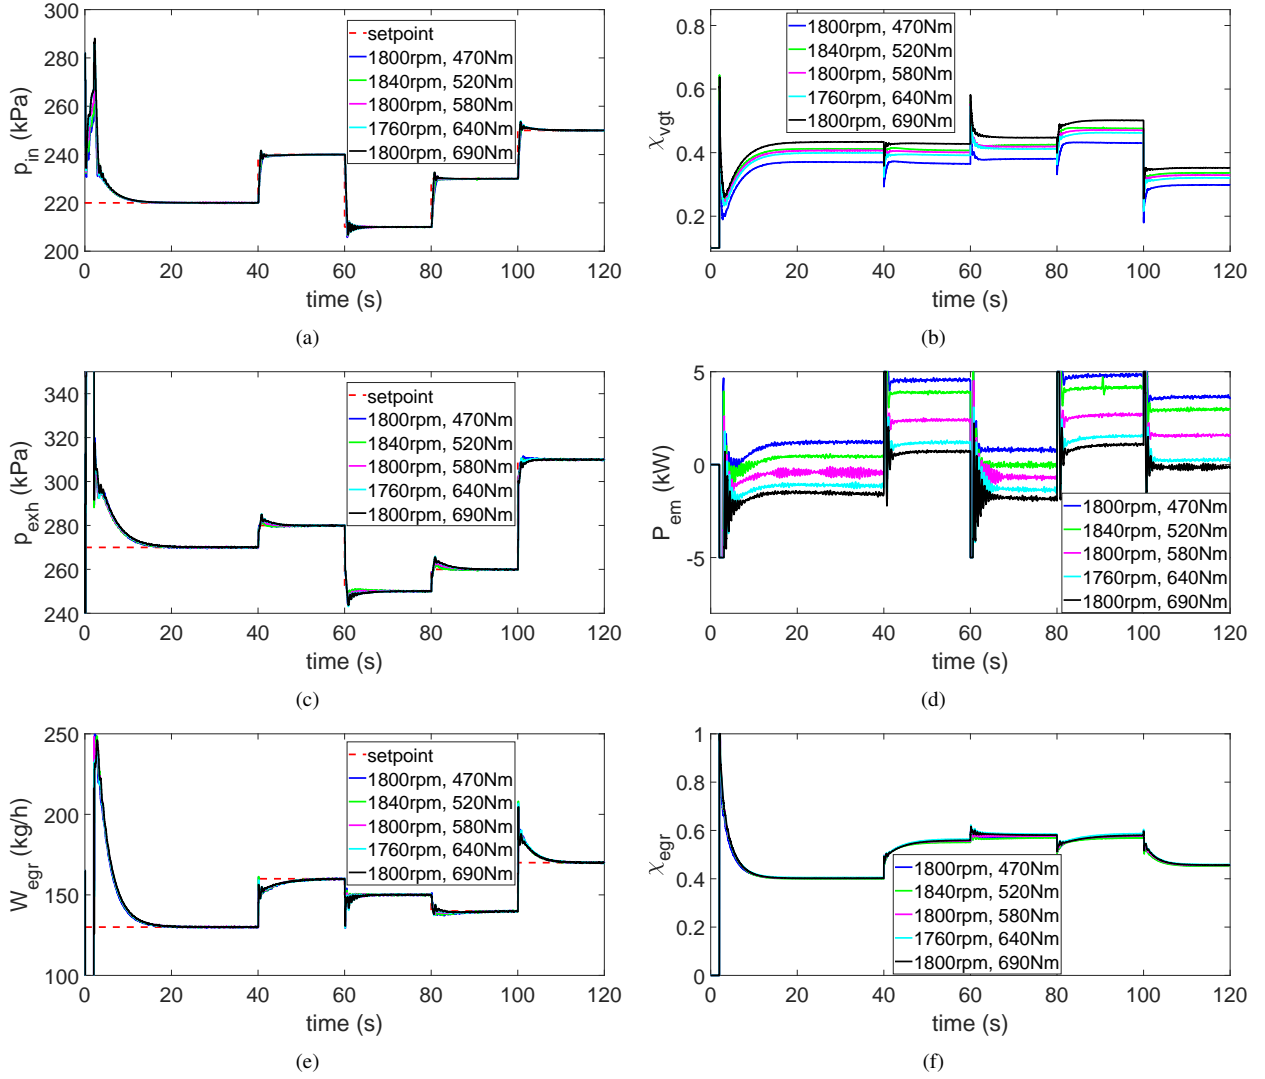 300
280
260
240
220
200
p_in (kPa)
setpoint
1800rpm, 470Nm
1840rpm, 520Nm
1800rpm, 580Nm
1760rpm, 640Nm
1800rpm, 690Nm
0 20 40 60 80 100 120
time (s)
(a)
0.8
0.6
0.4
0.2
χ_vgt
1800rpm, 470Nm
1840rpm, 520Nm
1800rpm, 580Nm
1760rpm, 640Nm
1800rpm, 690Nm
0 20 40 60 80 100 120
time (s)
(b)
340
320
300
280
260
240
p_exh (kPa)
setpoint
1800rpm, 470Nm
1840rpm, 520Nm
1800rpm, 580Nm
1760rpm, 640Nm
1800rpm, 690Nm
0 20 40 60 80 100 120
time (s)
(c)
5
0
-5
P_em (kW)
1800rpm, 470Nm
1840rpm, 520Nm
1800rpm, 580Nm
1760rpm, 640Nm
1800rpm, 690Nm
0 20 40 60 80 100 120
time (s)
(d)
250
200
150
100
W_egr (kg/h)
setpoint
1800rpm, 470Nm
1840rpm, 520Nm
1800rpm, 580Nm
1760rpm, 640Nm
1800rpm, 690Nm
0 20 40 60 80 100 120
time (s)
(e)
1
0.8
0.6
0.4
0.2
0
χ_egr
1800rpm, 470Nm
1840rpm, 520Nm
1800rpm, 580Nm
1760rpm, 640Nm
1800rpm, 690Nm
0 20 40 60 80 100 120
time (s)
(f)